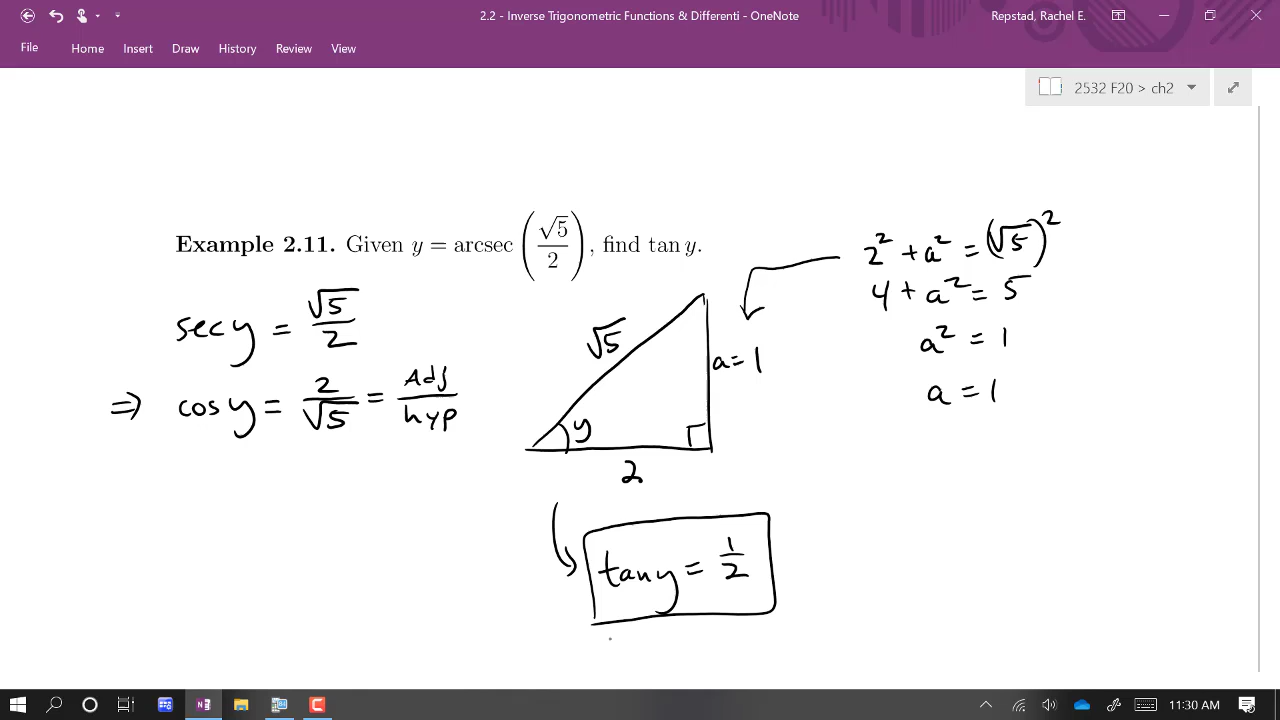 2.2 - Inverse Trigonometric Functions & Differenti - OneNote
Repstad, Rachel E.
File Home Insert Draw History Review View
2532 F20 > ch2
Example 2.11. Given y = arcsec (√5/2), find tan y.
sec y = √5/2
⇒ cos y = 2/√5 = Adj/hyp
√5
a = 1
y
2
2² + a² = (√5)²
4 + a² = 5
a² = 1
a = 1
tan y = 1/2
11:30 AM